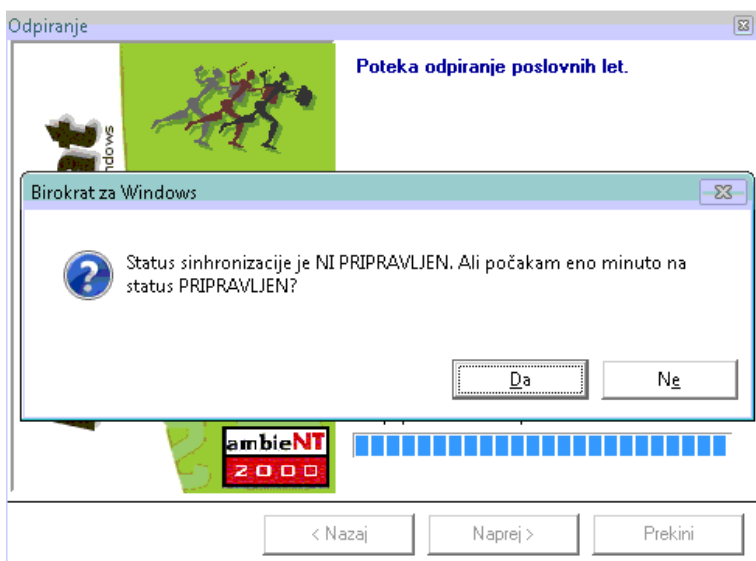 Odpiranje
Poteka odpiranje poslovnih let.
Birokrat za Windows
Status sinhronizacije je NI PRIPRAVLJEN. Ali počakam eno minuto na
status PRIPRAVLJEN?
Da
Ne
ambieNT
2000
< Nazaj
Naprej >
Prekini